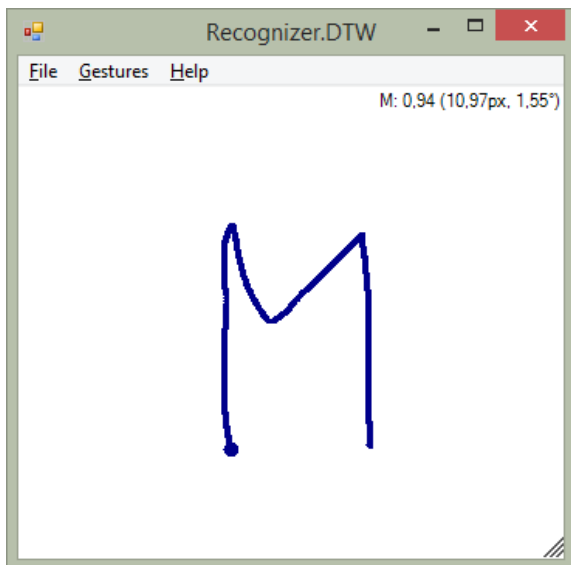 Recognizer.DTW
File Gestures Help
M: 0,94 (10,97px, 1,55°)
M